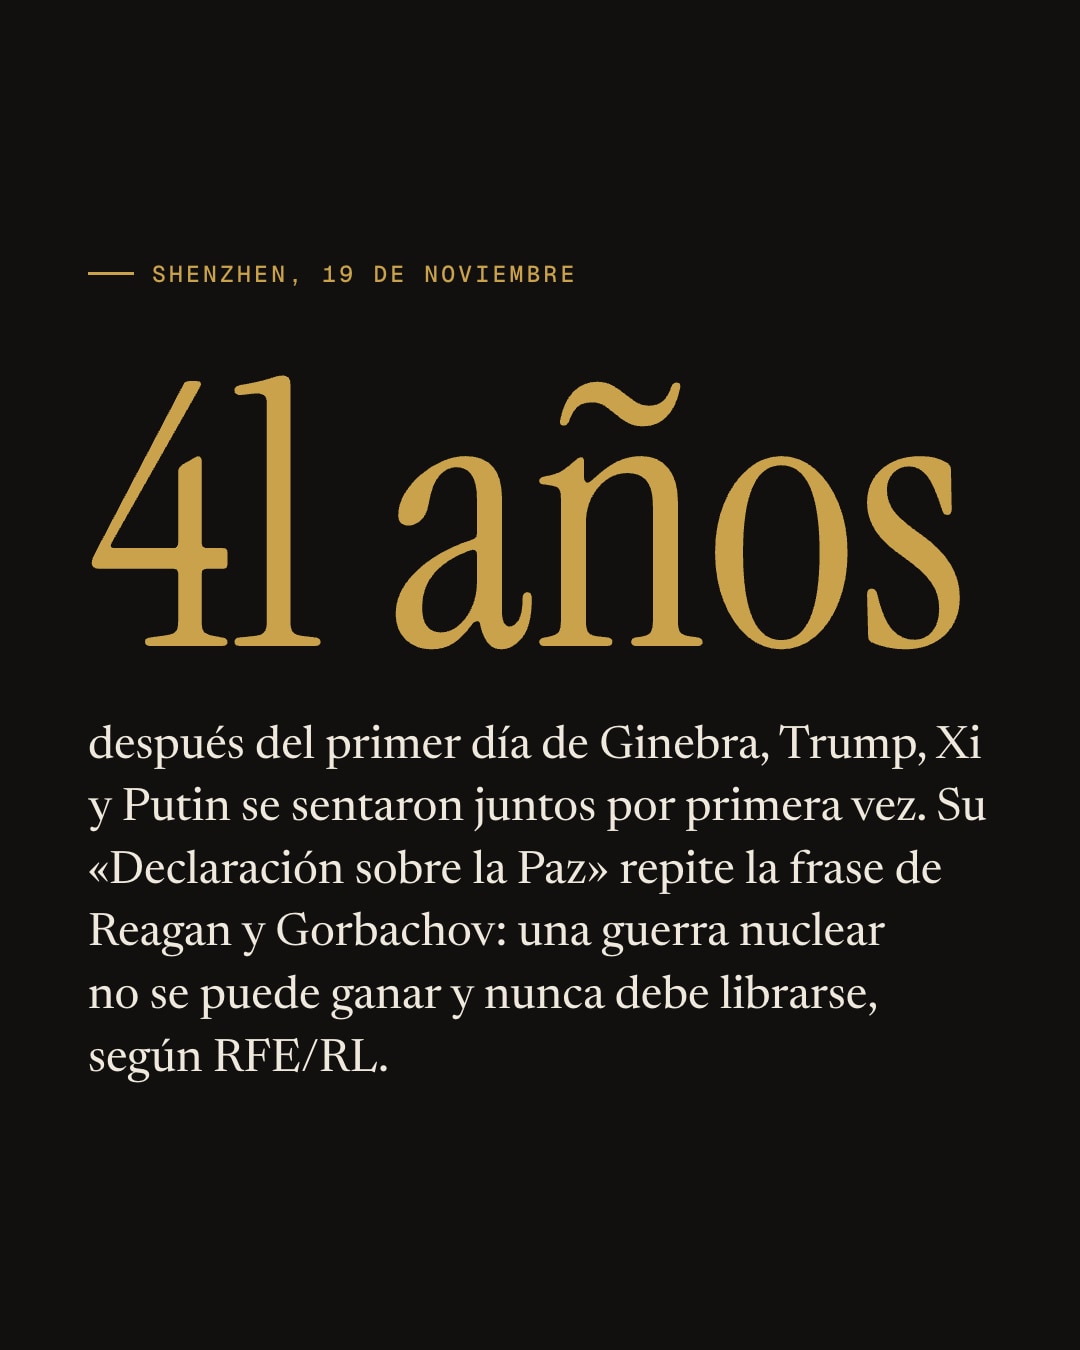 SHENZHEN, 19 DE NOVIEMBRE
41 años
después del primer día de Ginebra, Trump, Xi
y Putin se sentaron juntos por primera vez. Su
«Declaración sobre la Paz» repite la frase de
Reagan y Gorbachov: una guerra nuclear
no se puede ganar y nunca debe librarse,
según RFE/RL.